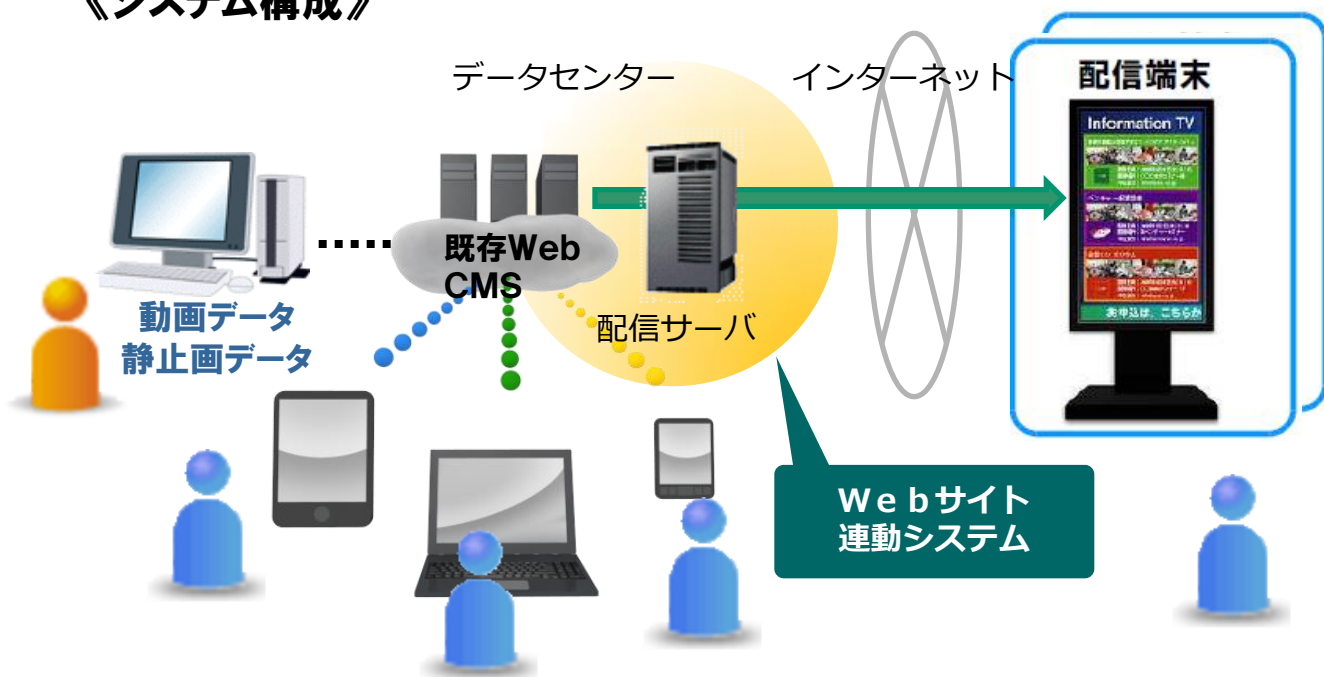 《システム構成》
データセンター
インターネット
配信端末
Information TV
既存Web
CMS
動画データ
静止画データ
配信サーバ
お申込は、こちらか
Ｗｅｂサイト
連動システム